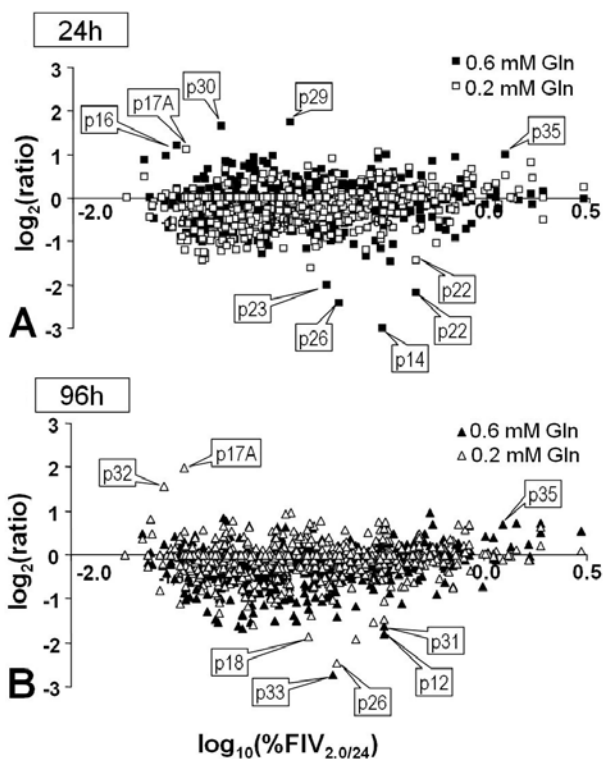 24h
■ 0.6 mM Gln
□ 0.2 mM Gln
3
2
1
0
-1
-2
-3
log2(ratio)
-2.0
0.0
0.5
p16
p17A
p30
p29
p35
p23
p26
p14
p22
p22
A
96h
▲ 0.6 mM Gln
△ 0.2 mM Gln
3
2
1
0
-1
-2
-3
log2(ratio)
-2.0
0.0
0.5
p32
p17A
p35
p18
p33
p26
p31
p12
B
log10(%FIV2.0/24)